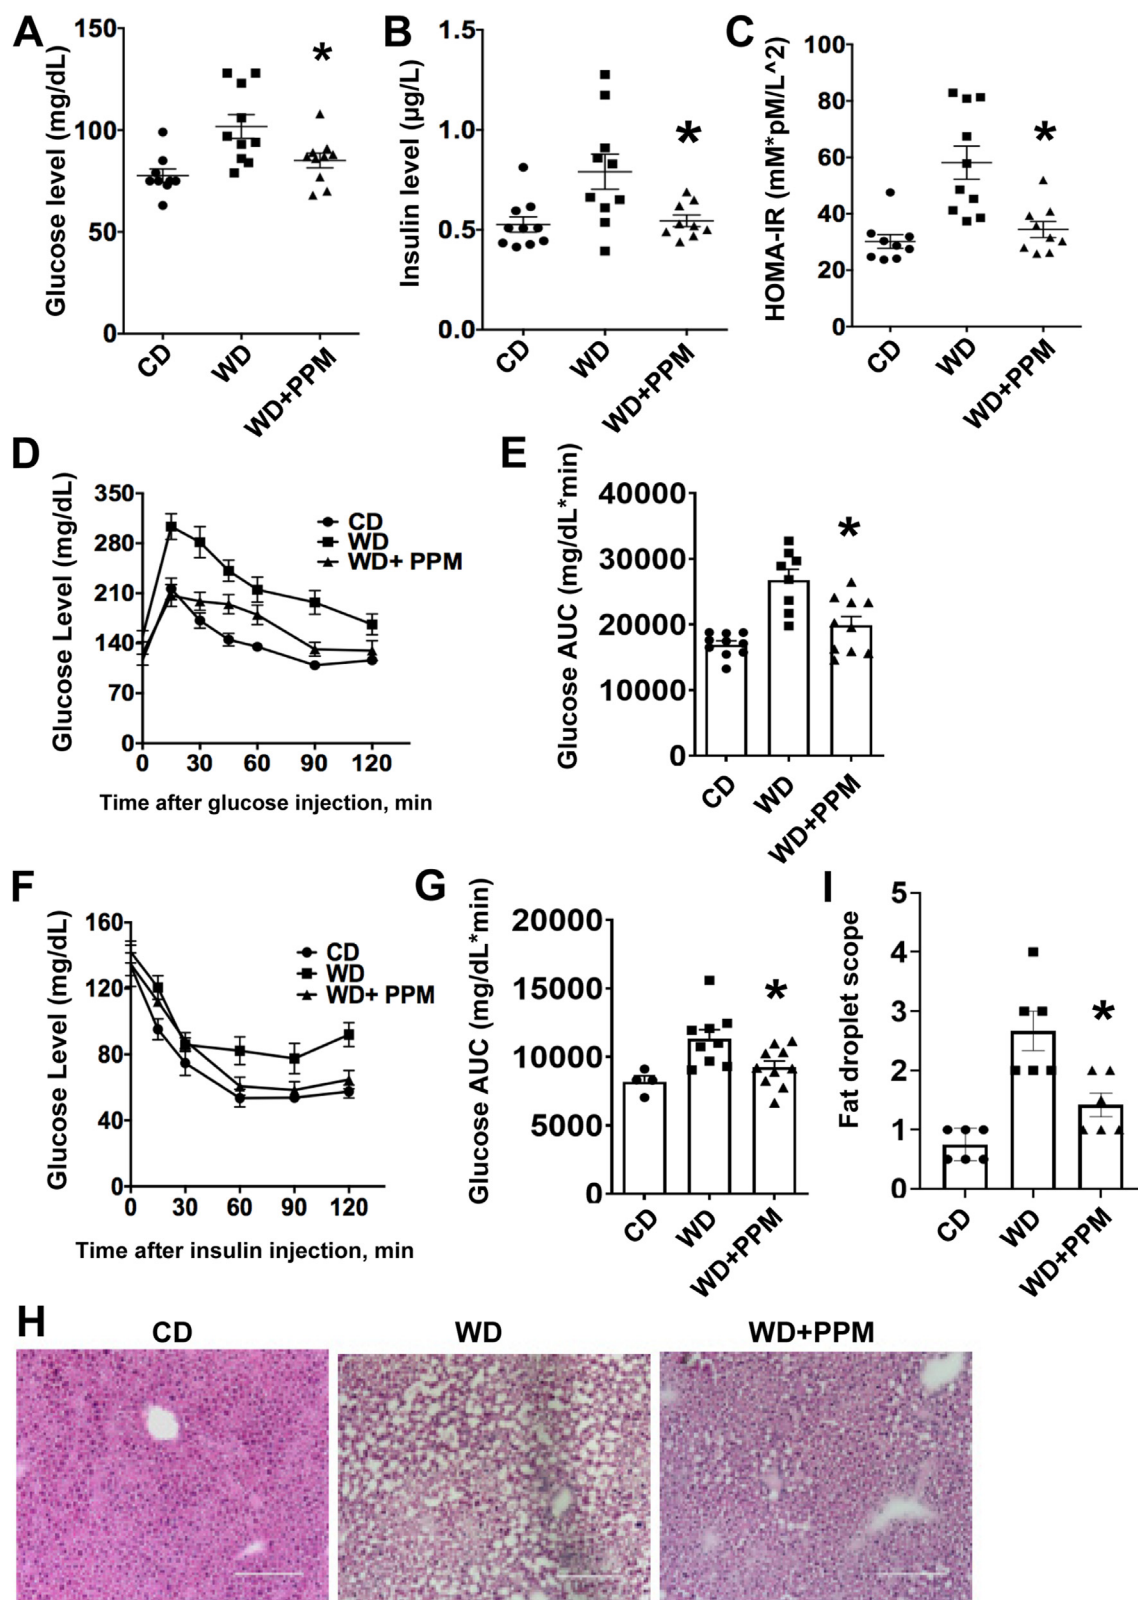 A
Glucose level (mg/dL)
150
100
50
0
*
CD
WD
WD+PPM
B
Insulin level (µg/L)
1.5
1.0
0.5
0.0
*
CD
WD
WD+PPM
C
HOMA-IR (mM*pM/L^2)
100
80
60
40
20
0
*
CD
WD
WD+PPM
D
Glucose Level (mg/dL)
350
280
210
140
70
0
0 30 60 90 120
Time after glucose injection, min
CD
WD
WD+ PPM
E
Glucose AUC (mg/dL*min)
40000
30000
20000
10000
0
*
CD
WD
WD+PPM
F
Glucose Level (mg/dL)
160
120
80
40
0
0 30 60 90 120
Time after insulin injection, min
CD
WD
WD+ PPM
G
Glucose AUC (mg/dL*min)
20000
15000
10000
5000
0
*
CD
WD
WD+PPM
I
Fat droplet scope
5
4
3
2
1
0
*
CD
WD
WD+PPM
H
CD
WD
WD+PPM